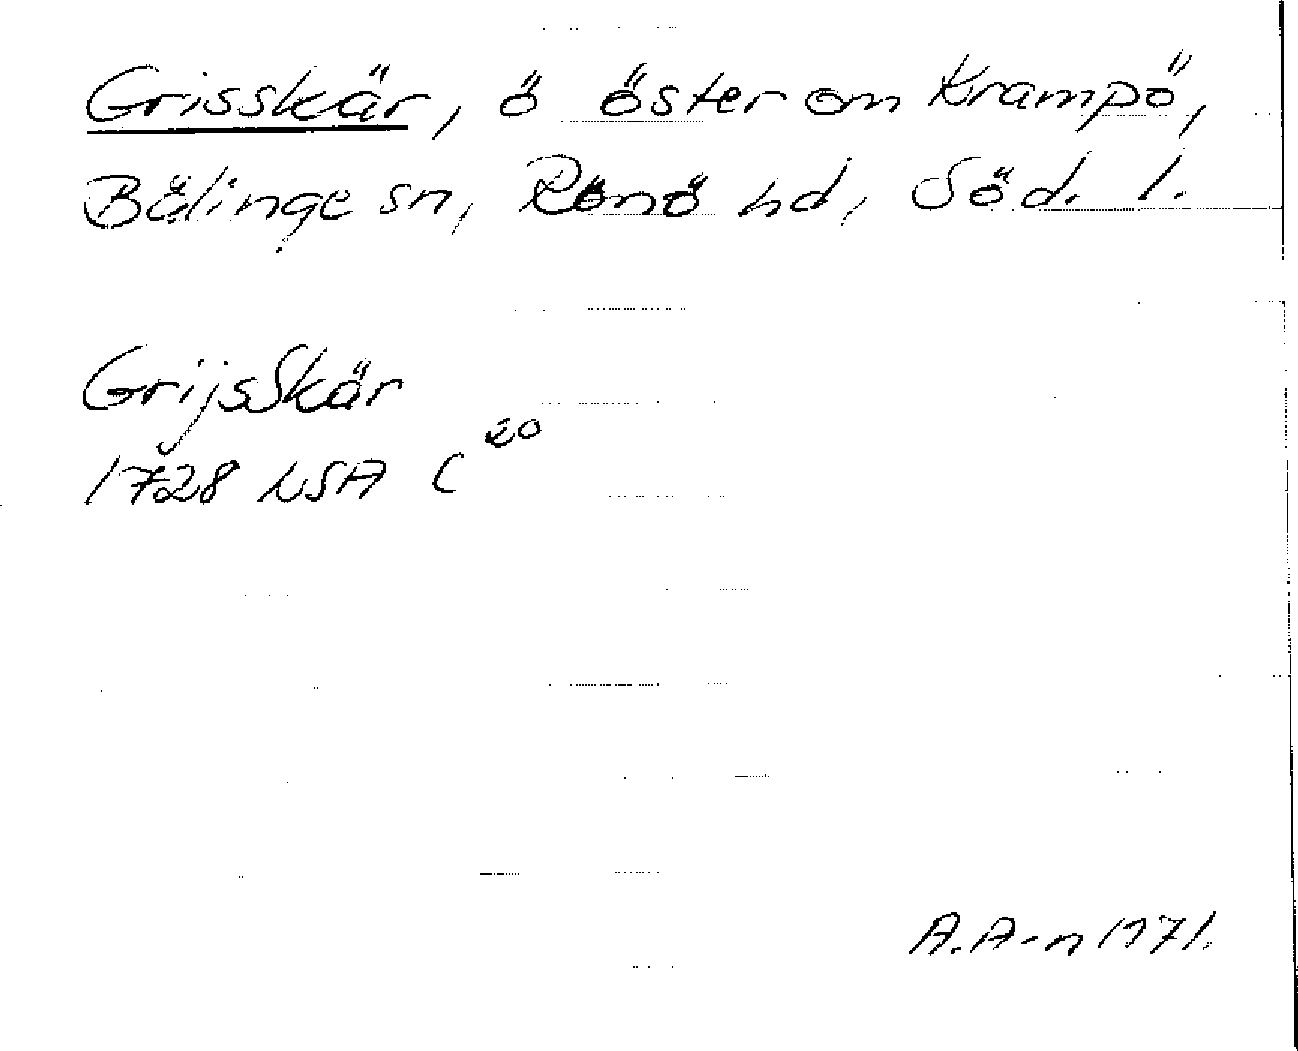 Grisskär, ö öster om Krampö,
Bälinge sn, Rönö hd, Söd. l.
GrijsSkär
1728 LSA C 20
A.A-n 1971.